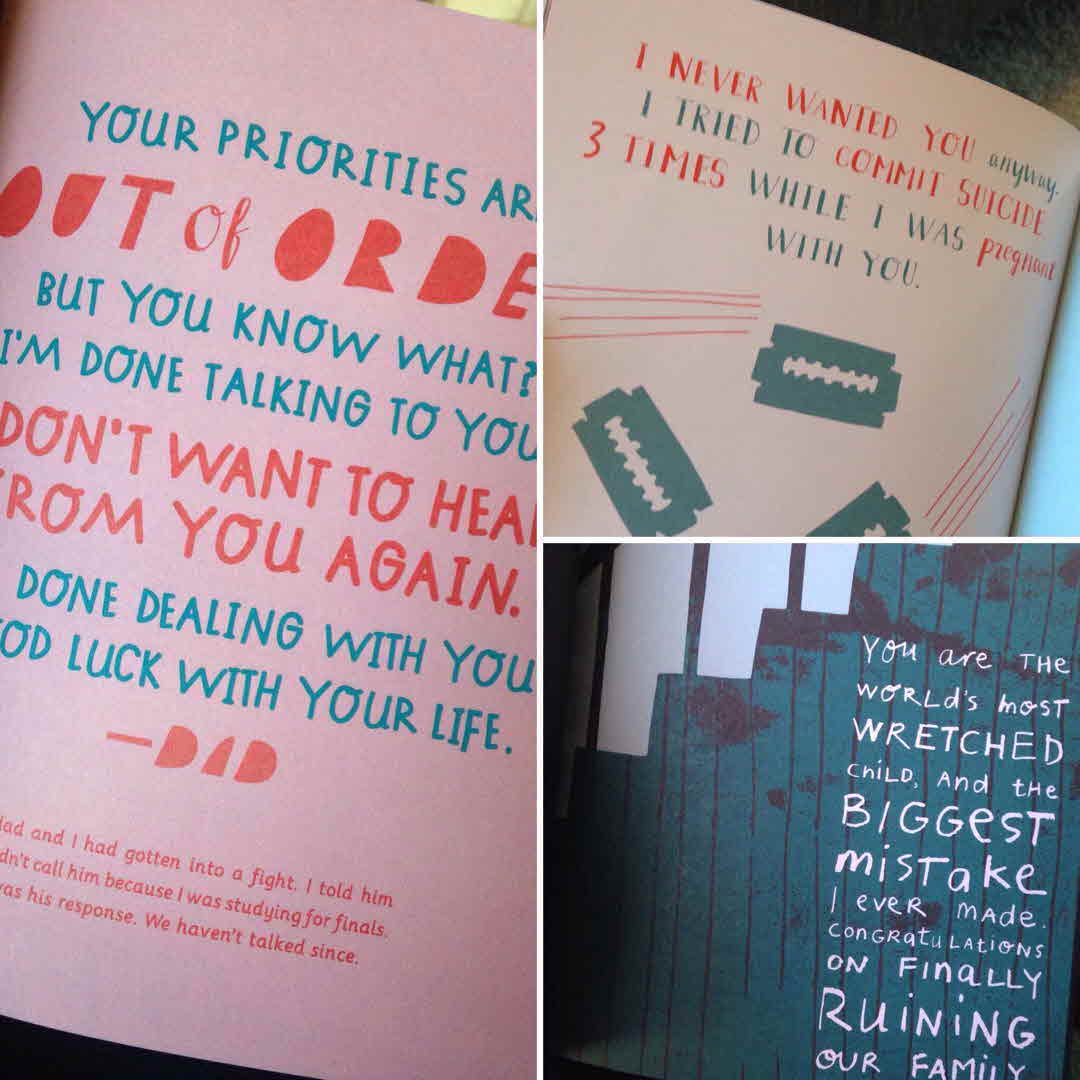 YOUR PRIORITIES AR
OUT of ORDE
BUT YOU KNOW WHAT?
I'M DONE TALKING TO YOU
DON'T WANT TO HEA
FROM YOU AGAIN.
DONE DEALING WITH YOU
OD LUCK WITH YOUR LIFE.
—DAD
dad and I had gotten into a fight. I told him
dn't call him because I was studying for finals.
was his response. We haven't talked since.
I NEVER WANTED YOU anyway.
I TRIED TO COMMIT SUICIDE
3 TIMES WHILE I WAS pregnant
WITH YOU.
YOU are THE
WORLD's most
WRETCHED
CHILD, AND the
BIGGEST
mistake
I ever made.
CONGRatuLATIONS
ON FINALLY
RUINING
OUR FAMILY